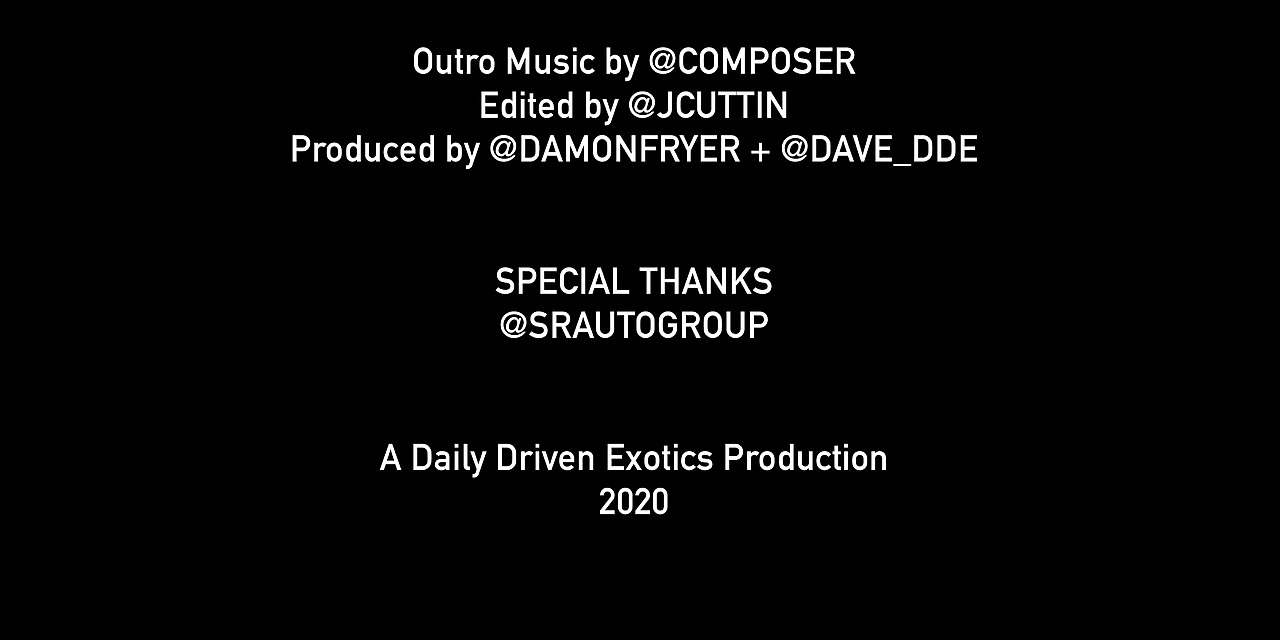 Outro Music by @COMPOSER
Edited by @JCUTTIN
Produced by @DAMONFRYER + @DAVE_DDE
SPECIAL THANKS
@SRAUTOGROUP
A Daily Driven Exotics Production
2020